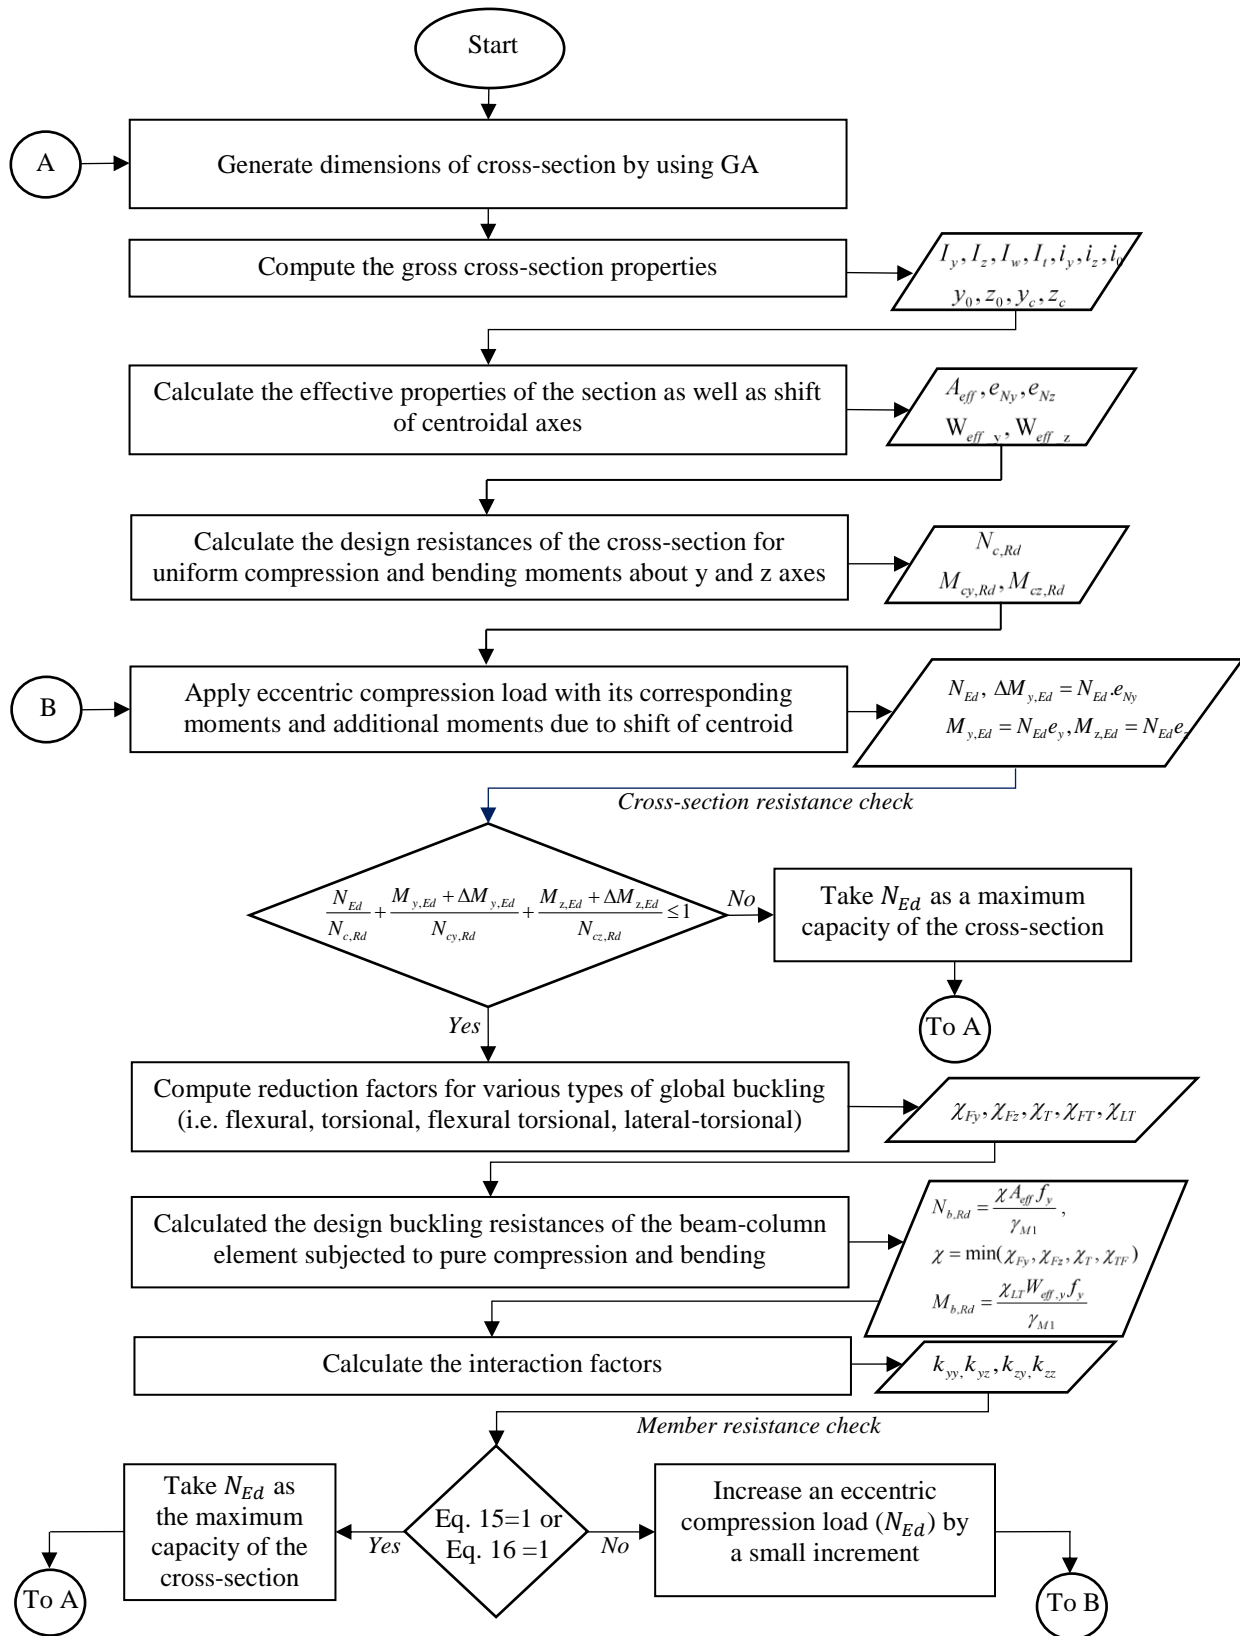 Start
A
Generate dimensions of cross-section by using GA
Compute the gross cross-section properties
I_y, I_z, I_w, I_t, i_y, i_z, i_0
y_0, z_0, y_c, z_c
Calculate the effective properties of the section as well as shift
of centroidal axes
A_eff, e_Ny, e_Nz
W_eff_y, W_eff_z
Calculate the design resistances of the cross-section for
uniform compression and bending moments about y and z axes
N_c,Rd
M_cy,Rd, M_cz,Rd
B
Apply eccentric compression load with its corresponding
moments and additional moments due to shift of centroid
N_Ed, ΔM_y,Ed = N_Ed.e_Ny
M_y,Ed = N_Ed e_y, M_z,Ed = N_Ed e_z
Cross-section resistance check
N_Ed/N_c,Rd + (M_y,Ed + ΔM_y,Ed)/N_cy,Rd + (M_z,Ed + ΔM_z,Ed)/N_cz,Rd ≤ 1
No
Take N_Ed as a maximum
capacity of the cross-section
To A
Yes
Compute reduction factors for various types of global buckling
(i.e. flexural, torsional, flexural torsional, lateral-torsional)
χ_Fy, χ_Fz, χ_T, χ_FT, χ_LT
Calculated the design buckling resistances of the beam-column
element subjected to pure compression and bending
N_b,Rd = χ A_eff f_y / γ_M1 ,
χ = min(χ_Fy, χ_Fz, χ_T, χ_TF)
M_b,Rd = χ_LT W_eff,y f_y / γ_M1
Calculate the interaction factors
k_yy, k_yz, k_zy, k_zz
Member resistance check
Eq. 15=1 or
Eq. 16 =1
Yes
Take N_Ed as
the maximum
capacity of the
cross-section
To A
No
Increase an eccentric
compression load (N_Ed) by
a small increment
To B